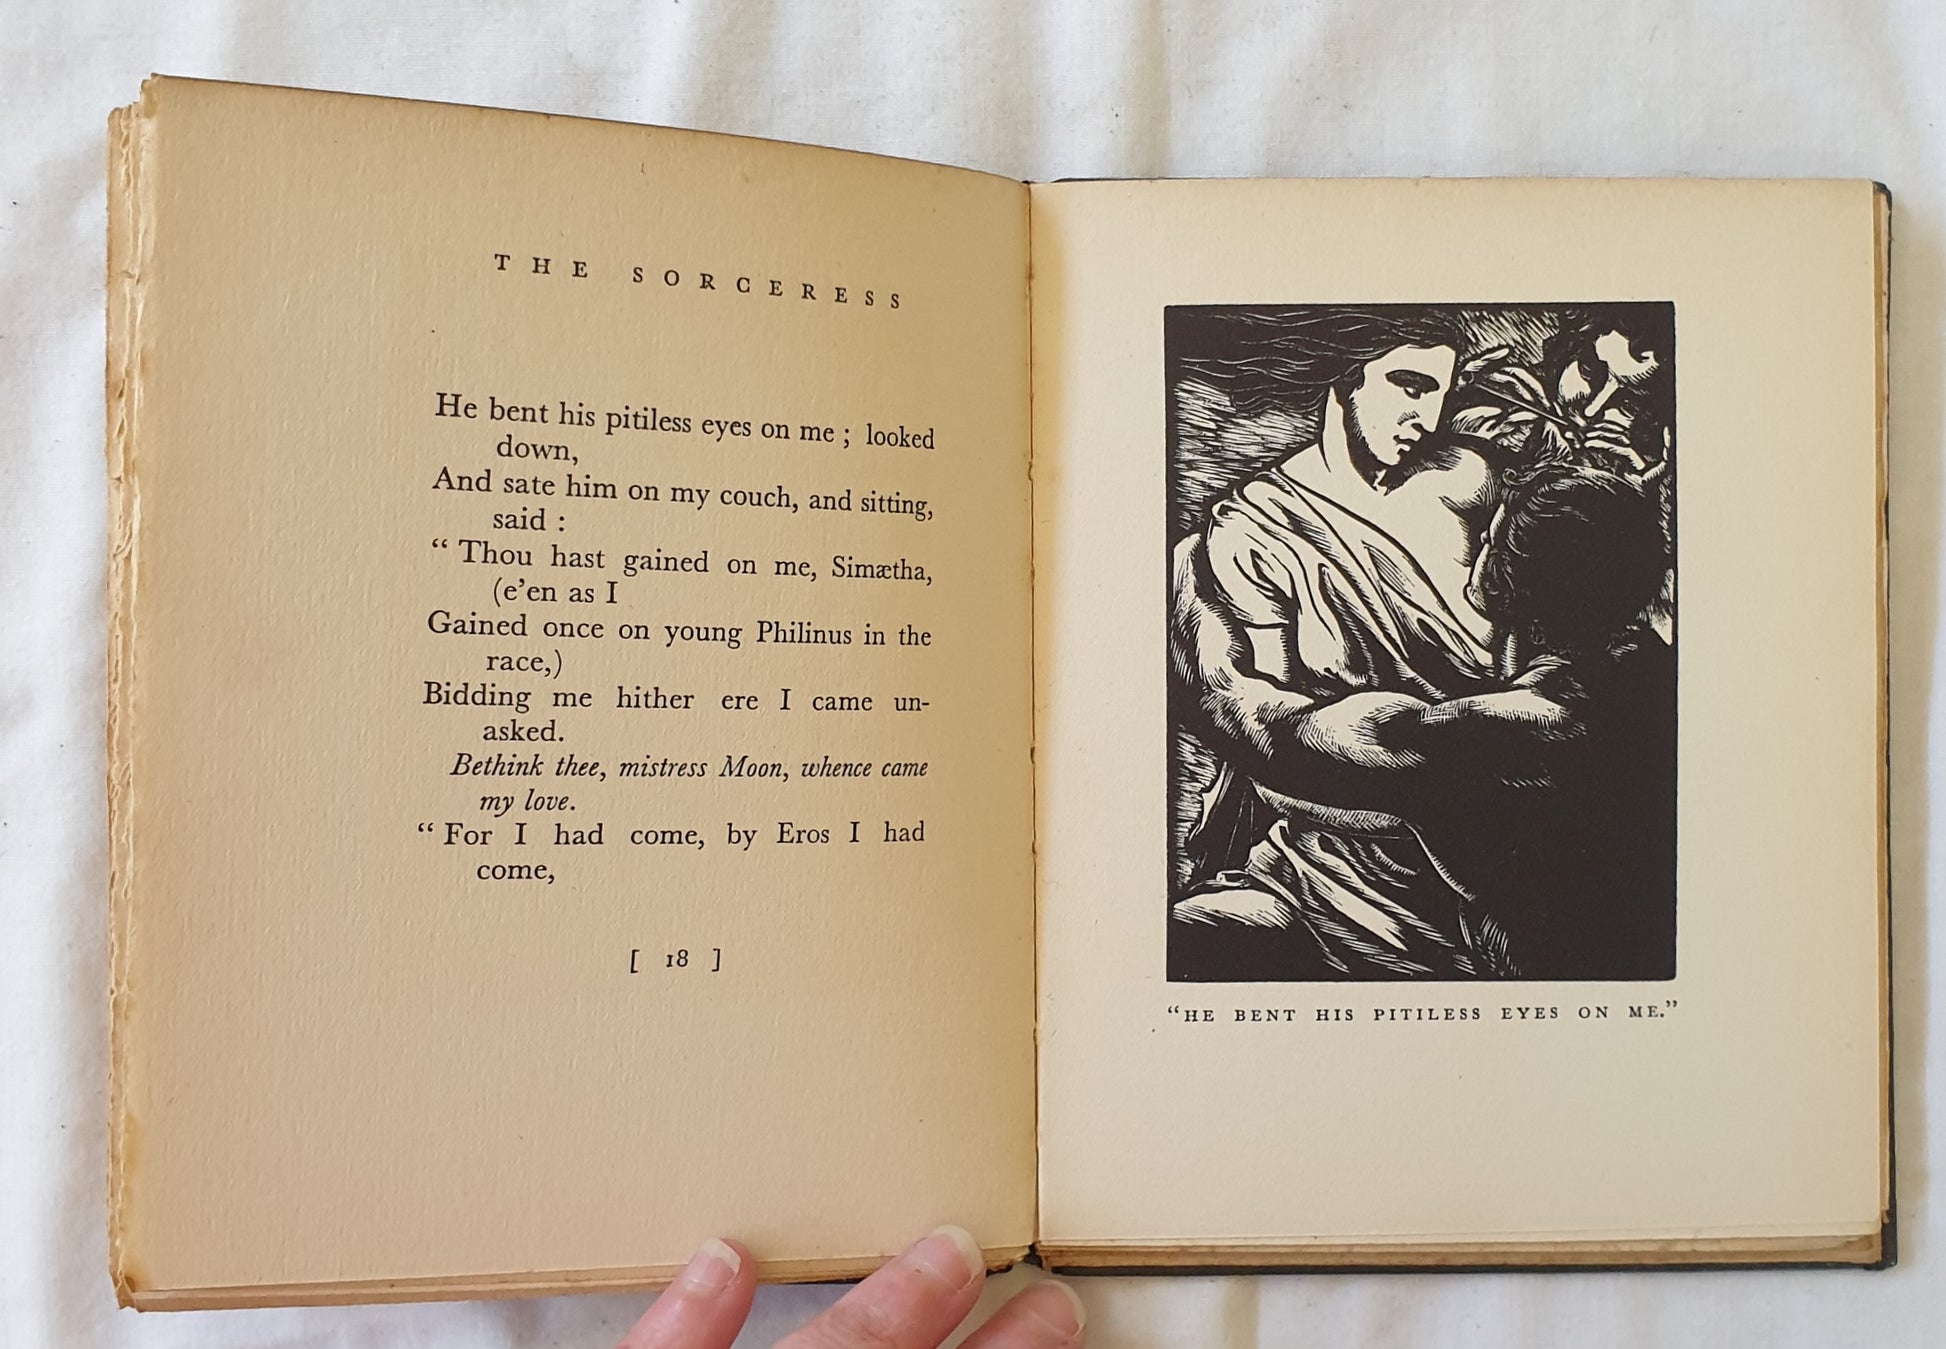 THE SORCERESS
He bent his pitiless eyes on me ; looked
down,
And sate him on my couch, and sitting,
said :
“ Thou hast gained on me, Simætha,
(e’en as I
Gained once on young Philinus in the
race,)
Bidding me hither ere I came un-
asked.
Bethink thee, mistress Moon, whence came
my love.
“ For I had come, by Eros I had
come,
[ 18 ]
“HE BENT HIS PITILESS EYES ON ME.”